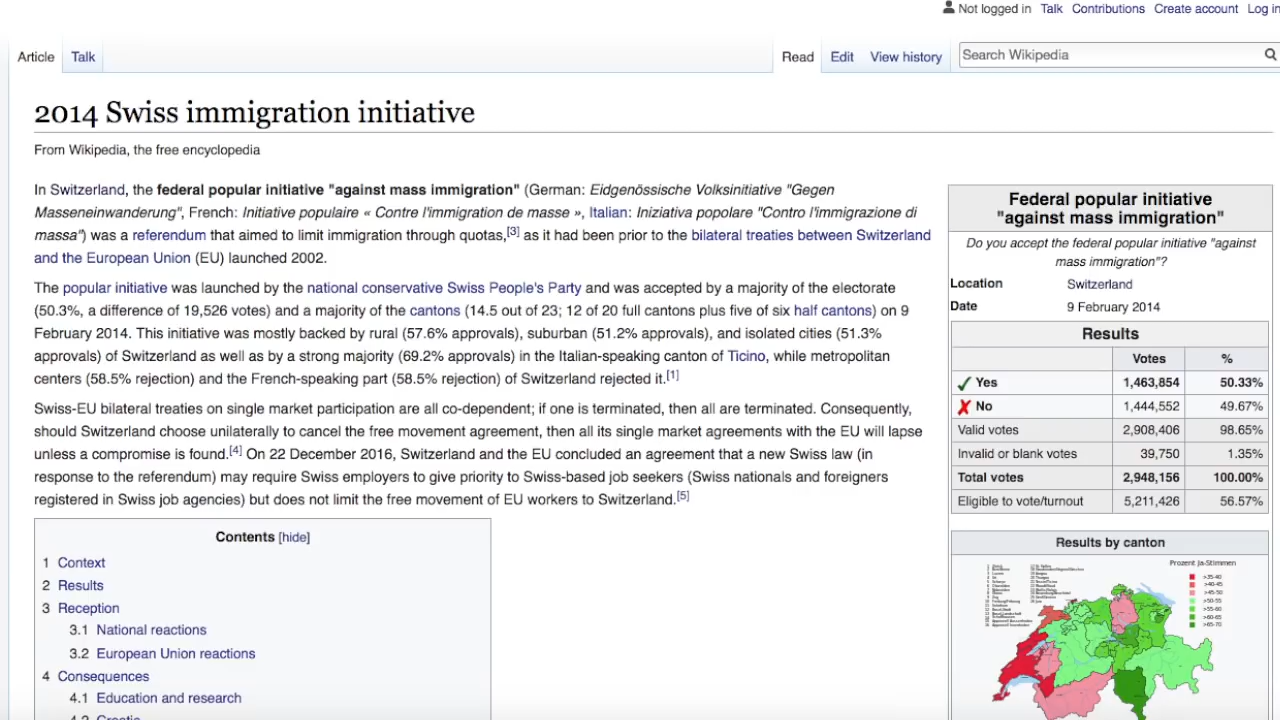 Not logged in Talk Contributions Create account Log in
Article Talk Read Edit View history Search Wikipedia
2014 Swiss immigration initiative
From Wikipedia, the free encyclopedia
In Switzerland, the federal popular initiative "against mass immigration" (German: Eidgenössische Volksinitiative "Gegen
Masseneinwanderung", French: Initiative populaire « Contre l'immigration de masse », Italian: Iniziativa popolare "Contro l'immigrazione di
massa") was a referendum that aimed to limit immigration through quotas,[3] as it had been prior to the bilateral treaties between Switzerland
and the European Union (EU) launched 2002.
The popular initiative was launched by the national conservative Swiss People's Party and was accepted by a majority of the electorate
(50.3%, a difference of 19,526 votes) and a majority of the cantons (14.5 out of 23; 12 of 20 full cantons plus five of six half cantons) on 9
February 2014. This initiative was mostly backed by rural (57.6% approvals), suburban (51.2% approvals), and isolated cities (51.3%
approvals) of Switzerland as well as by a strong majority (69.2% approvals) in the Italian-speaking canton of Ticino, while metropolitan
centers (58.5% rejection) and the French-speaking part (58.5% rejection) of Switzerland rejected it.[1]
Swiss-EU bilateral treaties on single market participation are all co-dependent; if one is terminated, then all are terminated. Consequently,
should Switzerland choose unilaterally to cancel the free movement agreement, then all its single market agreements with the EU will lapse
unless a compromise is found.[4] On 22 December 2016, Switzerland and the EU concluded an agreement that a new Swiss law (in
response to the referendum) may require Swiss employers to give priority to Swiss-based job seekers (Swiss nationals and foreigners
registered in Swiss job agencies) but does not limit the free movement of EU workers to Switzerland.[5]
Contents [hide]
1 Context
2 Results
3 Reception
3.1 National reactions
3.2 European Union reactions
4 Consequences
4.1 Education and research
4.2 Croatia
Federal popular initiative
"against mass immigration"
Do you accept the federal popular initiative "against
mass immigration"?
Location Switzerland
Date 9 February 2014
Results
Votes %
Yes 1,463,854 50.33%
No 1,444,552 49.67%
Valid votes 2,908,406 98.65%
Invalid or blank votes 39,750 1.35%
Total votes 2,948,156 100.00%
Eligible to vote/turnout 5,211,426 56.57%
Results by canton
Prozent Ja-Stimmen
>35-40
>40-45
>45-50
>50-55
>55-60
>60-65
>65-70